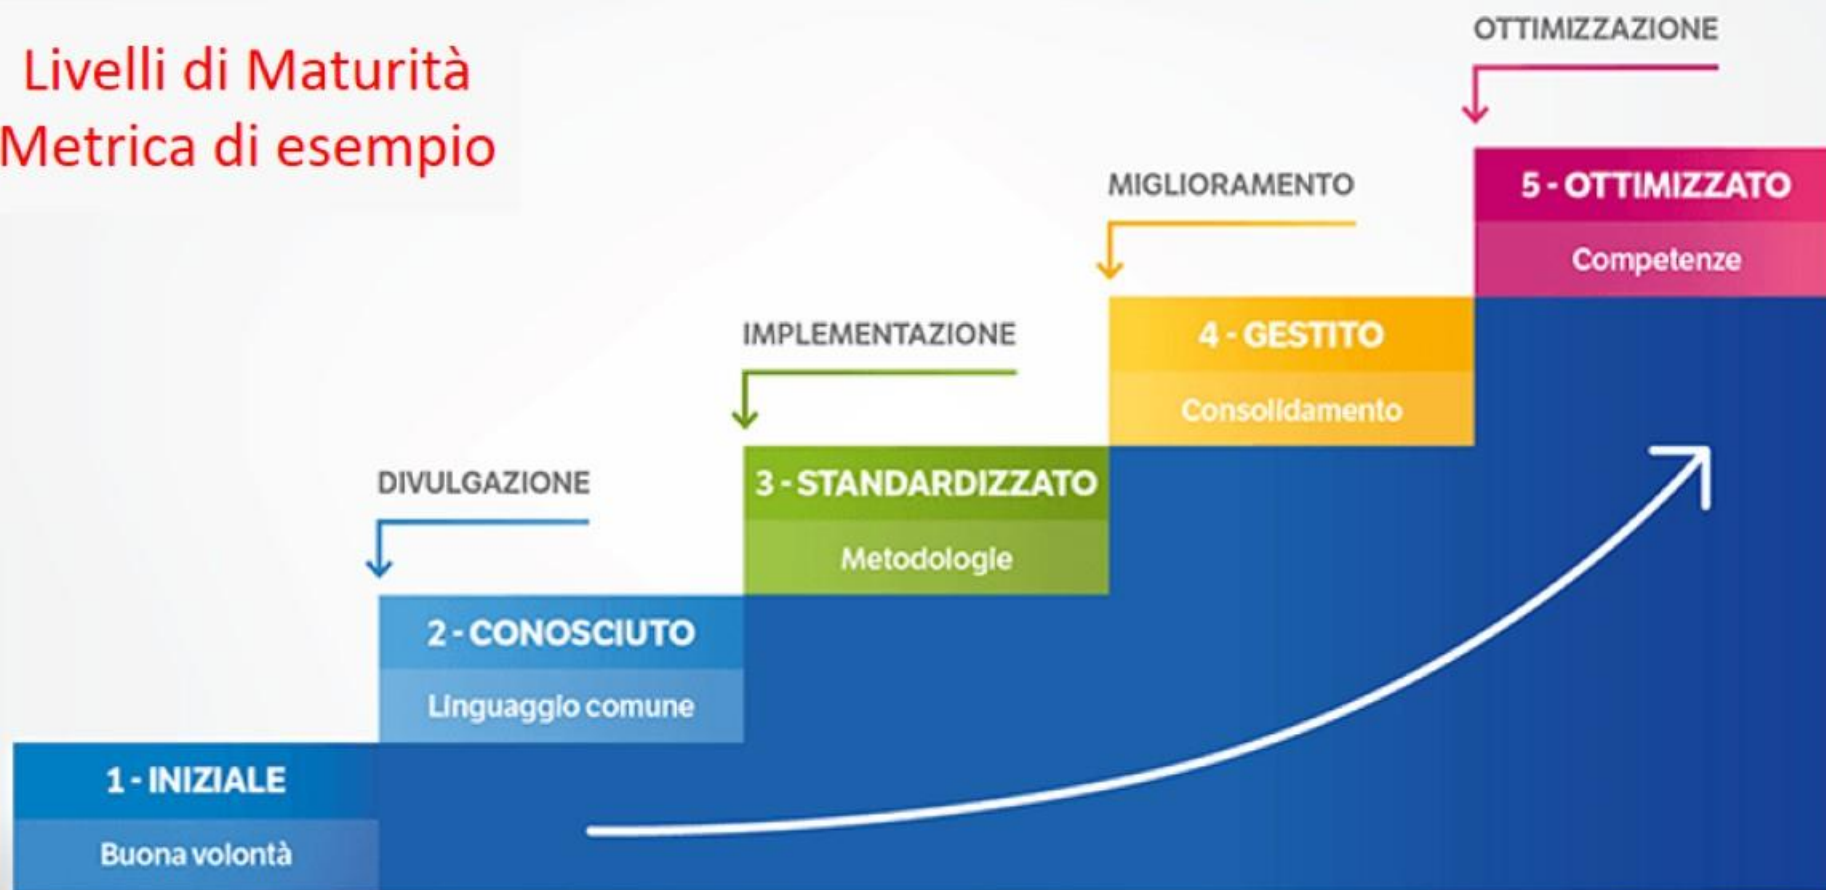 Livelli di Maturità
Metrica di esempio
OTTIMIZZAZIONE
5 - OTTIMIZZATO
Competenze
MIGLIORAMENTO
4 - GESTITO
Consolidamento
IMPLEMENTAZIONE
3 - STANDARDIZZATO
Metodologie
DIVULGAZIONE
2 - CONOSCIUTO
Linguaggio comune
1 - INIZIALE
Buona volontà